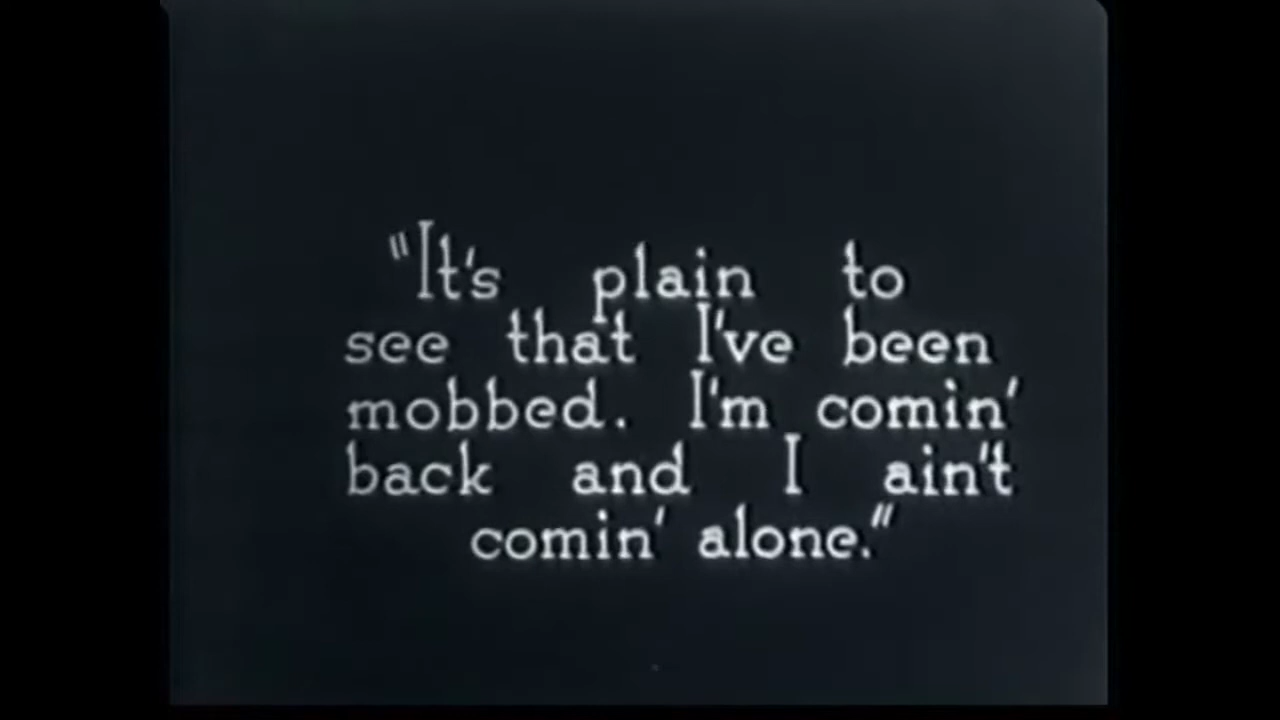 "It's plain to
see that I've been
mobbed. I'm comin'
back and I ain't
comin' alone."